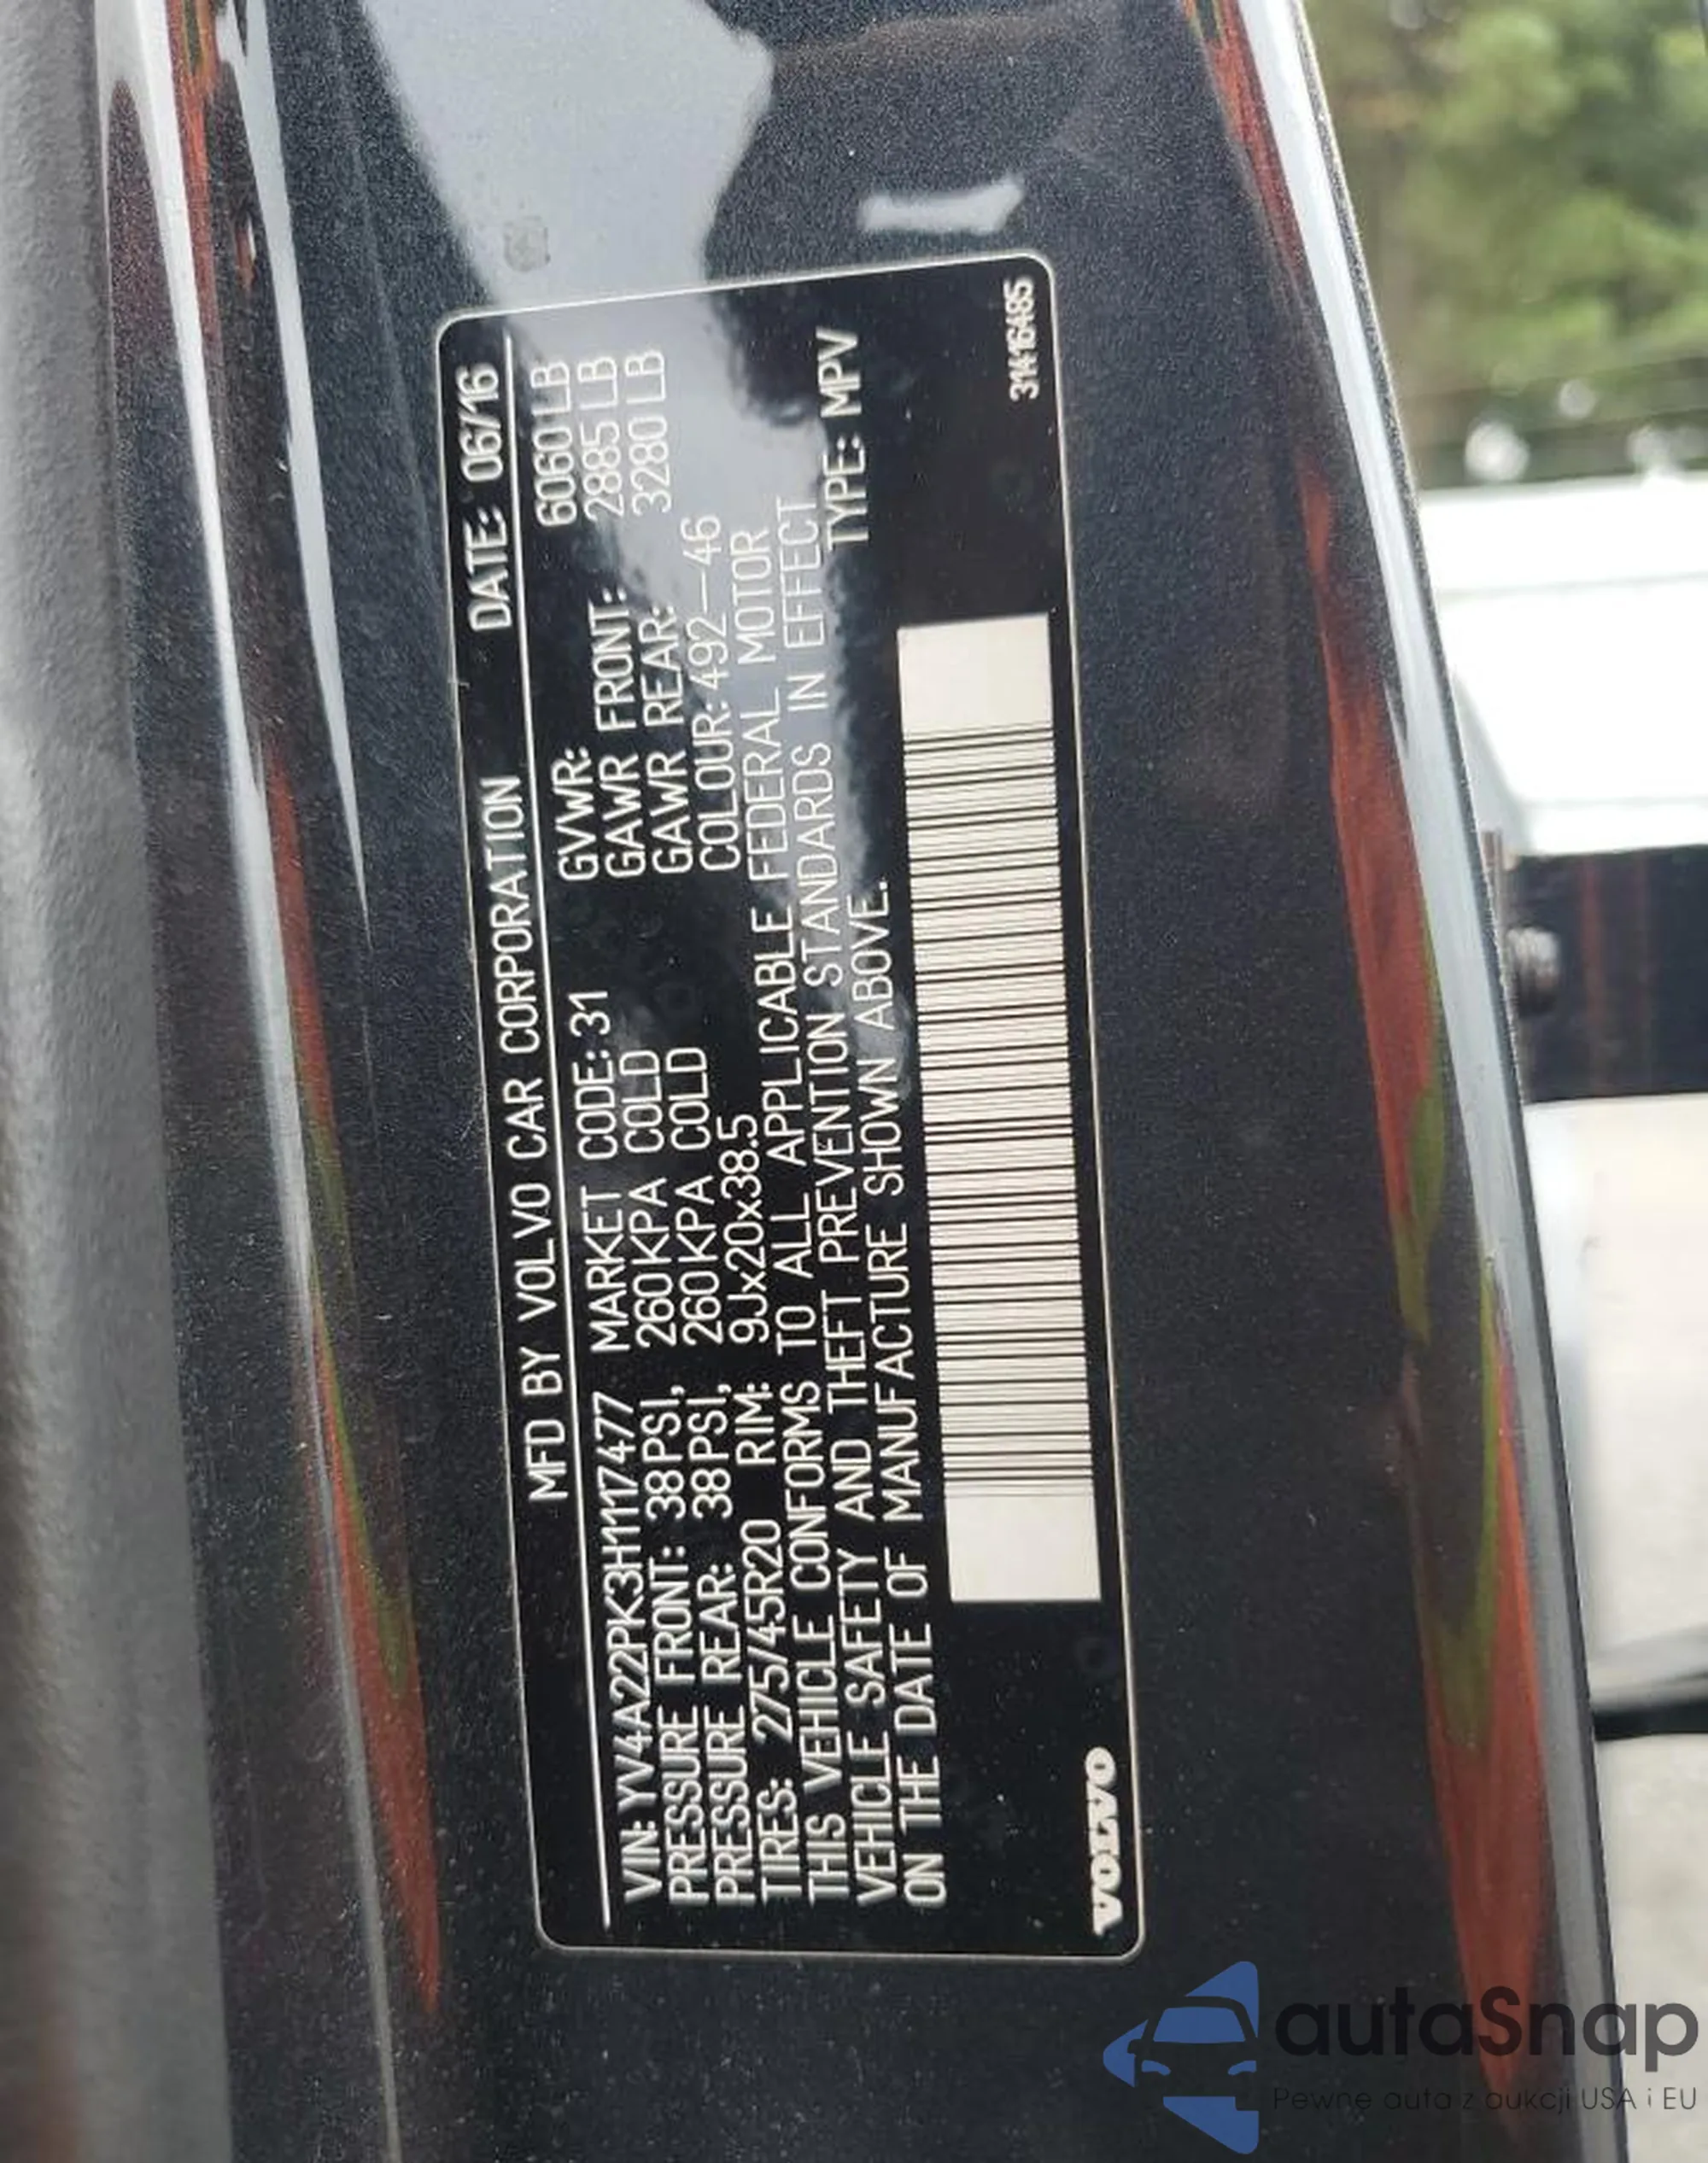 MFD BY VOLVO CAR CORPORATION DATE: 06/16
VIN: YV4A22PK3H1117477 MARKET CODE: 31 GVWR: 6060 LB
PRESSURE FRONT: 38 PSI, 260 KPA COLD GAWR FRONT: 2885 LB
PRESSURE REAR: 38 PSI, 260 KPA COLD GAWR REAR: 3280 LB
TIRES: 275/45R20 RIM: 9Jx20x38.5 COLOUR: 492-46
THIS VEHICLE CONFORMS TO ALL APPLICABLE FEDERAL MOTOR
VEHICLE SAFETY AND THEFT PREVENTION STANDARDS IN EFFECT
ON THE DATE OF MANUFACTURE SHOWN ABOVE. TYPE: MPV
VOLVO
31416485
autaSnap
Pewne auta z aukcji USA i EU